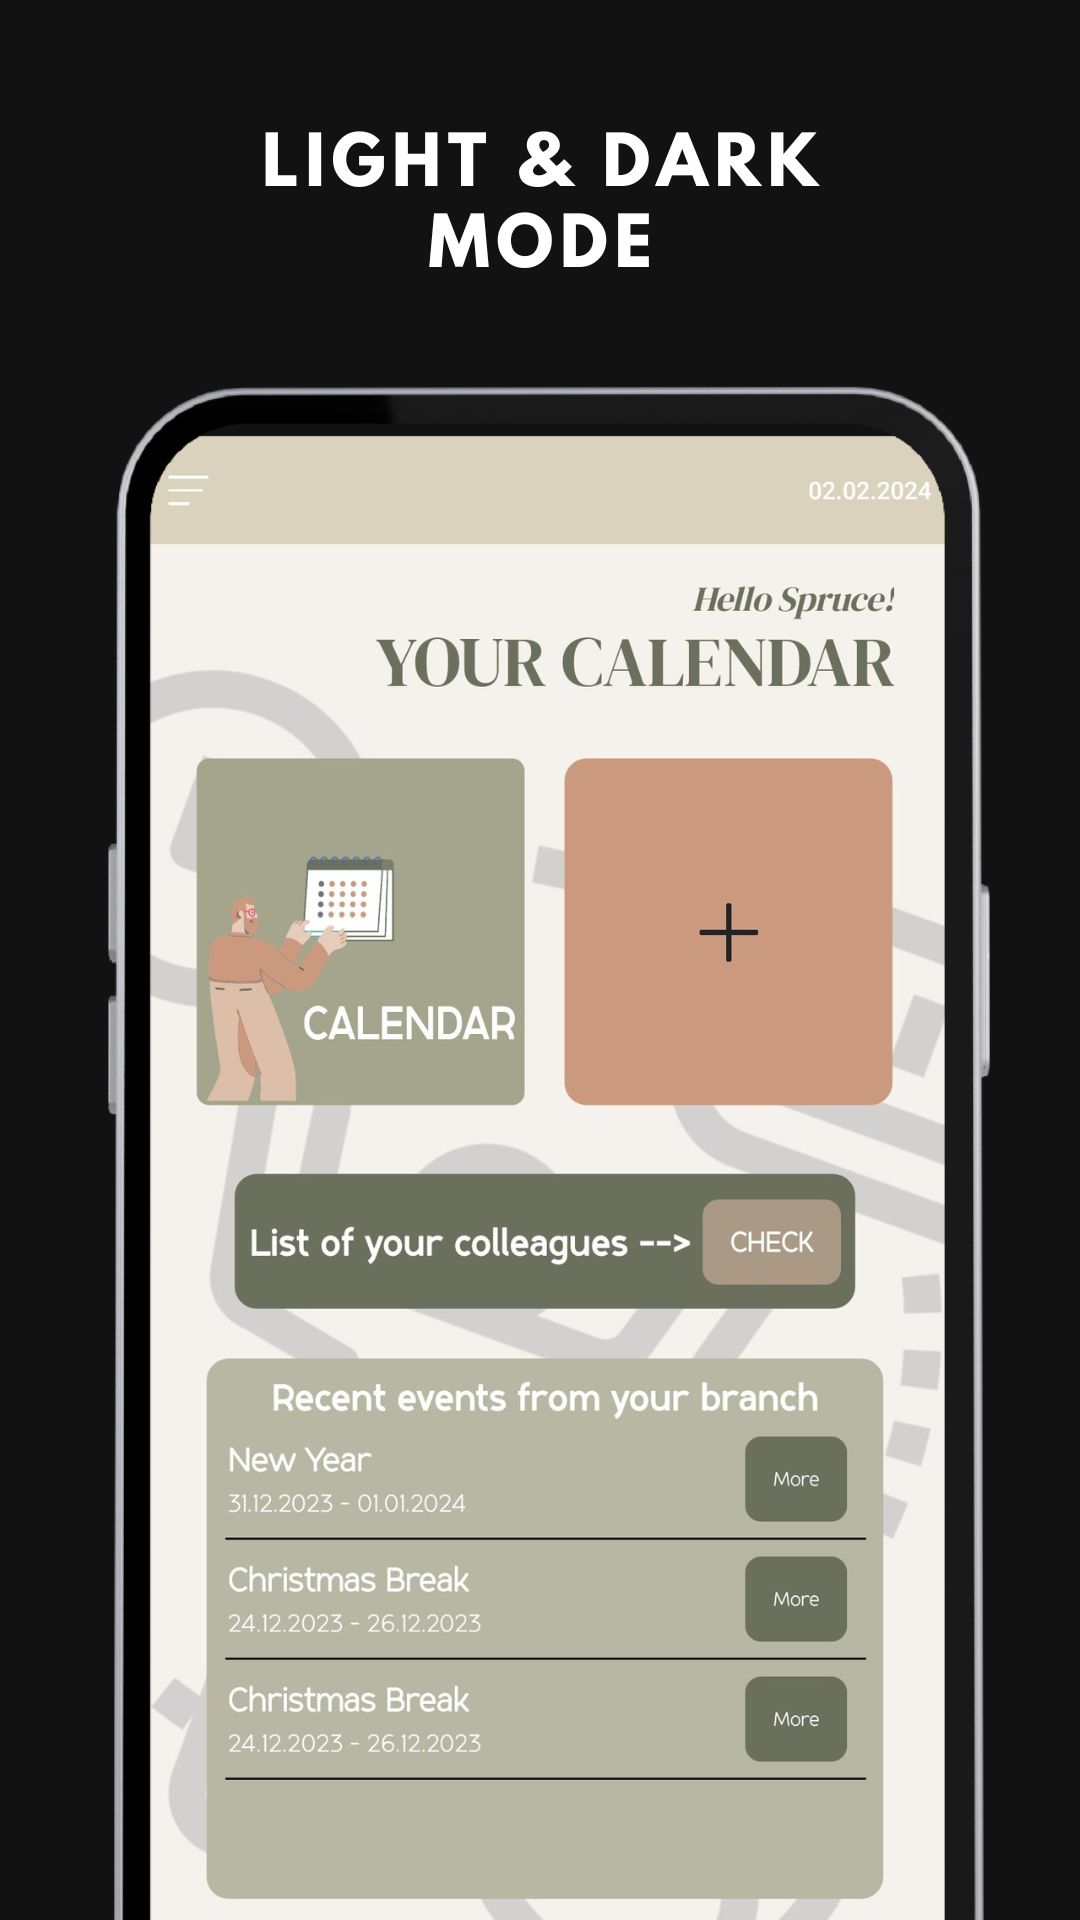 LIGHT & DARK
MODE
02.02.2024
Hello Spruce!
YOUR CALENDAR
CALENDAR
List of your colleagues --> CHECK
Recent events from your branch
New Year
31.12.2023 - 01.01.2024
More
Christmas Break
24.12.2023 - 26.12.2023
More
Christmas Break
24.12.2023 - 26.12.2023
More